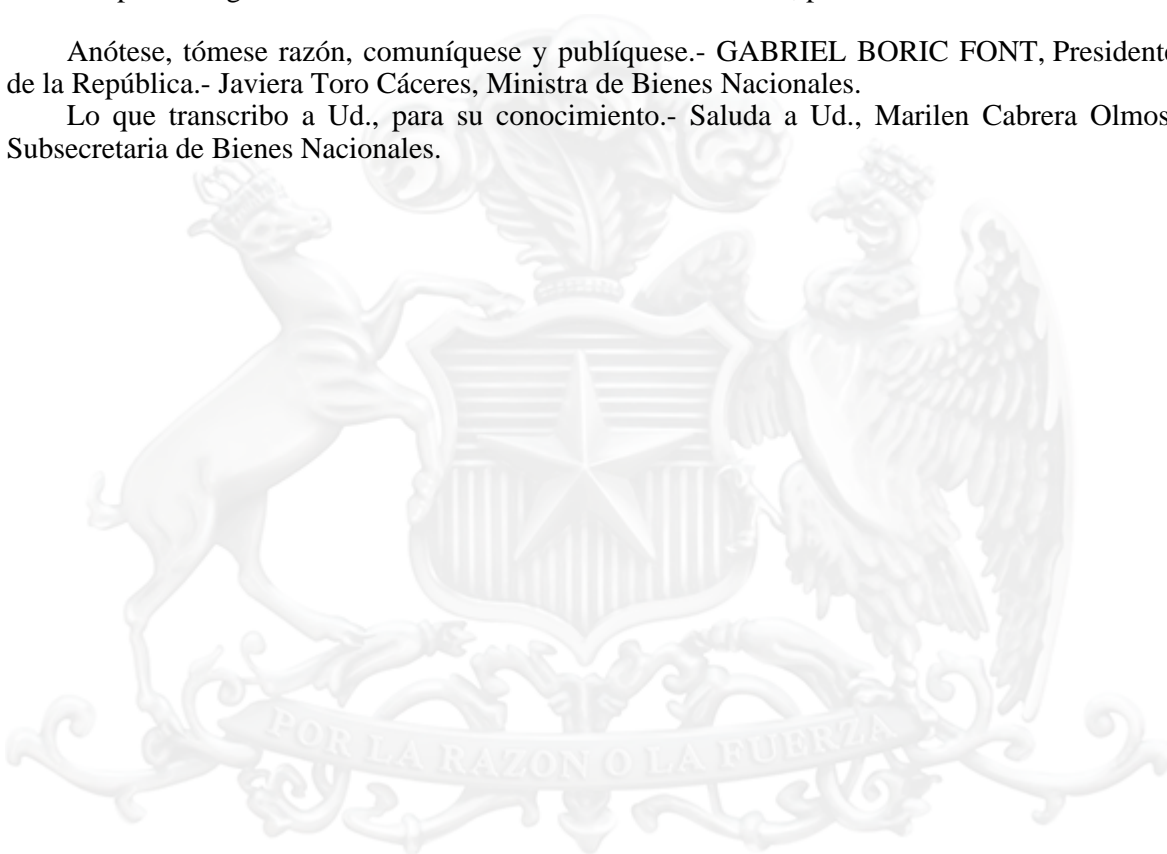 Anótese, tómese razón, comuníquese y publíquese.- GABRIEL BORIC FONT, Presidente
de la República.- Javiera Toro Cáceres, Ministra de Bienes Nacionales.
Lo que transcribo a Ud., para su conocimiento.- Saluda a Ud., Marilen Cabrera Olmos
Subsecretaria de Bienes Nacionales.
POR LA RAZON O LA FUERZA